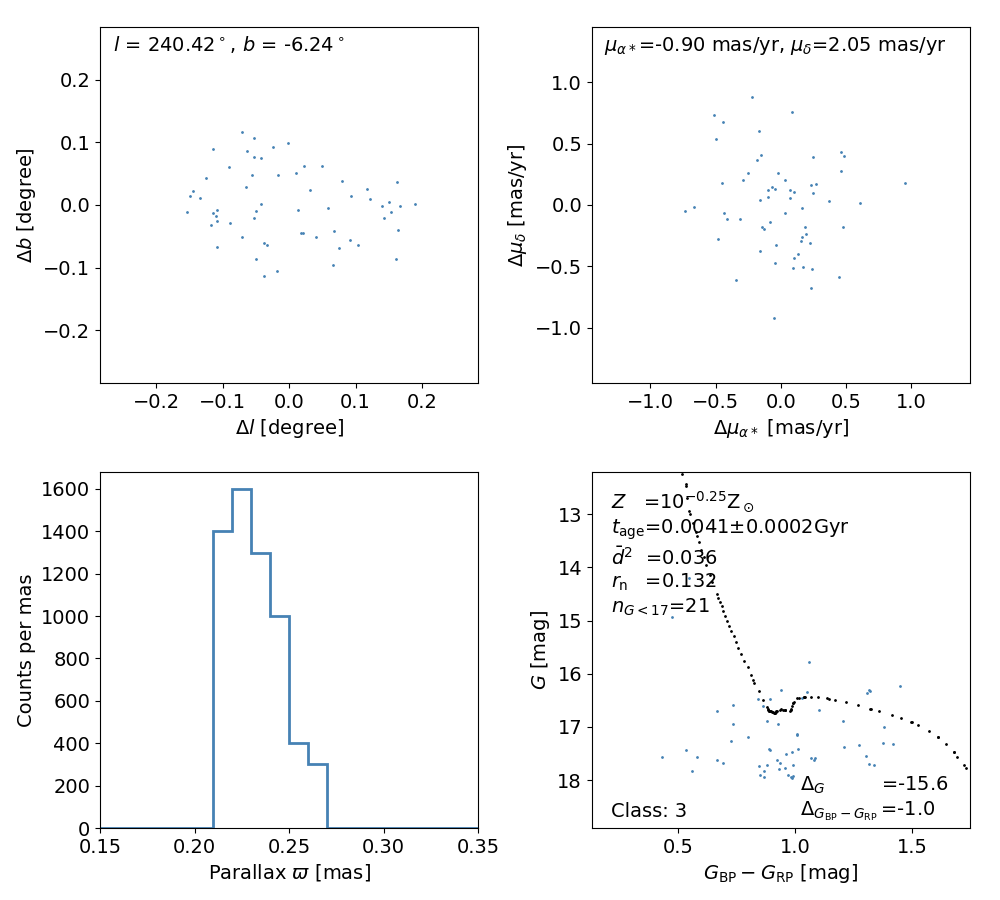 l = 240.42°, b = -6.24°
0.2
0.1
0.0
−0.1
−0.2
Δb [degree]
−0.2 −0.1 0.0 0.1 0.2
Δl [degree]
μα*=-0.90 mas/yr, μδ=2.05 mas/yr
1.0
0.5
0.0
−0.5
−1.0
Δμδ [mas/yr]
−1.0 −0.5 0.0 0.5 1.0
Δμα* [mas/yr]
1600
1400
1200
1000
800
600
400
200
0
Counts per mas
0.15 0.20 0.25 0.30 0.35
Parallax ϖ [mas]
Z =10^−0.25 Z⊙
t_age=0.0041±0.0002Gyr
d̄² =0.036
r_n =0.132
n_G<17=21
13
14
15
16
17
18
G [mag]
Δ_G =-15.6
Class: 3 Δ_G_BP−G_RP =-1.0
0.5 1.0 1.5
G_BP − G_RP [mag]